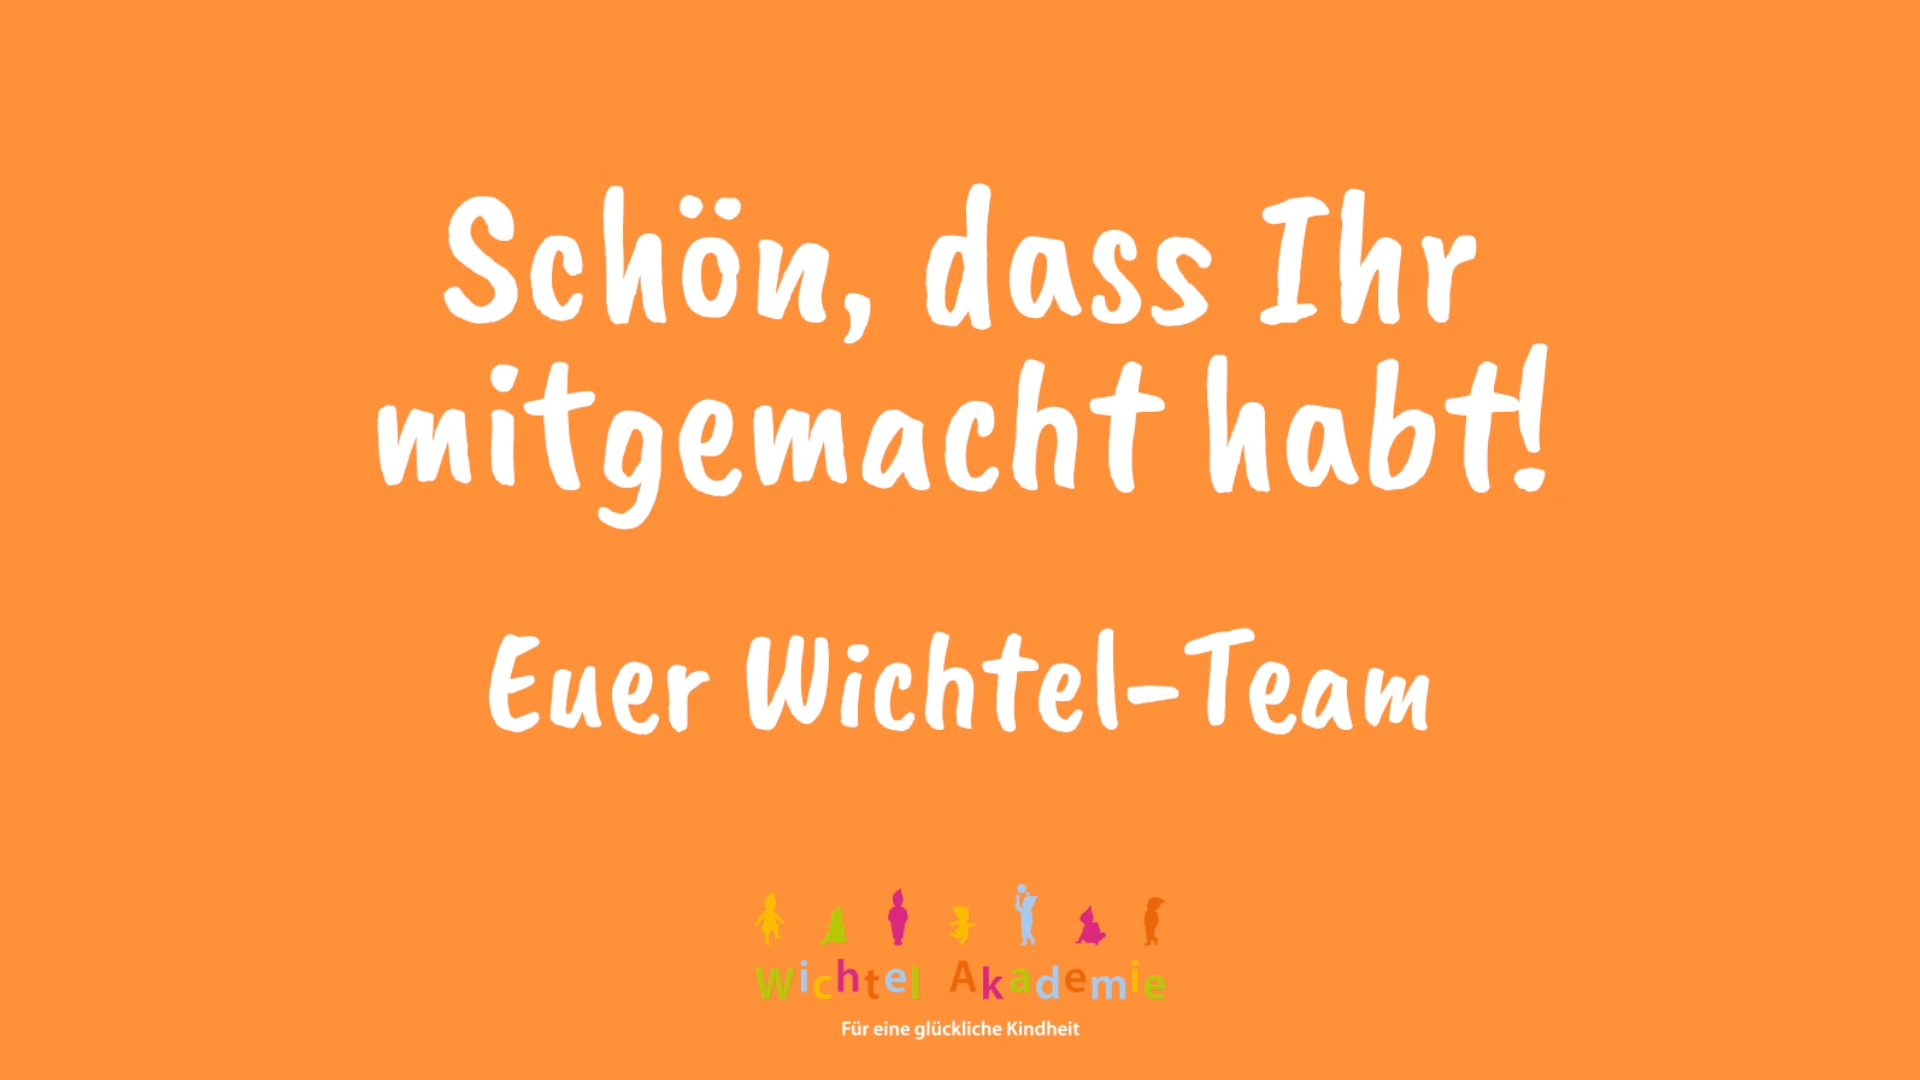 Schön, dass Ihr
mitgemacht habt!
Euer Wichtel-Team
Wichtel Akademie
Für eine glückliche Kindheit